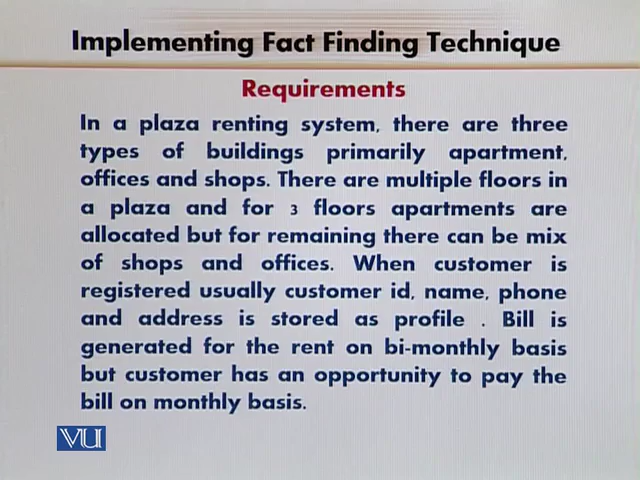 Implementing Fact Finding Technique
Requirements
In a plaza renting system, there are three
types of buildings primarily apartment,
offices and shops. There are multiple floors in
a plaza and for 3 floors apartments are
allocated but for remaining there can be mix
of shops and offices. When customer is
registered usually customer id, name, phone
and address is stored as profile . Bill is
generated for the rent on bi-monthly basis
but customer has an opportunity to pay the
bill on monthly basis.
VU